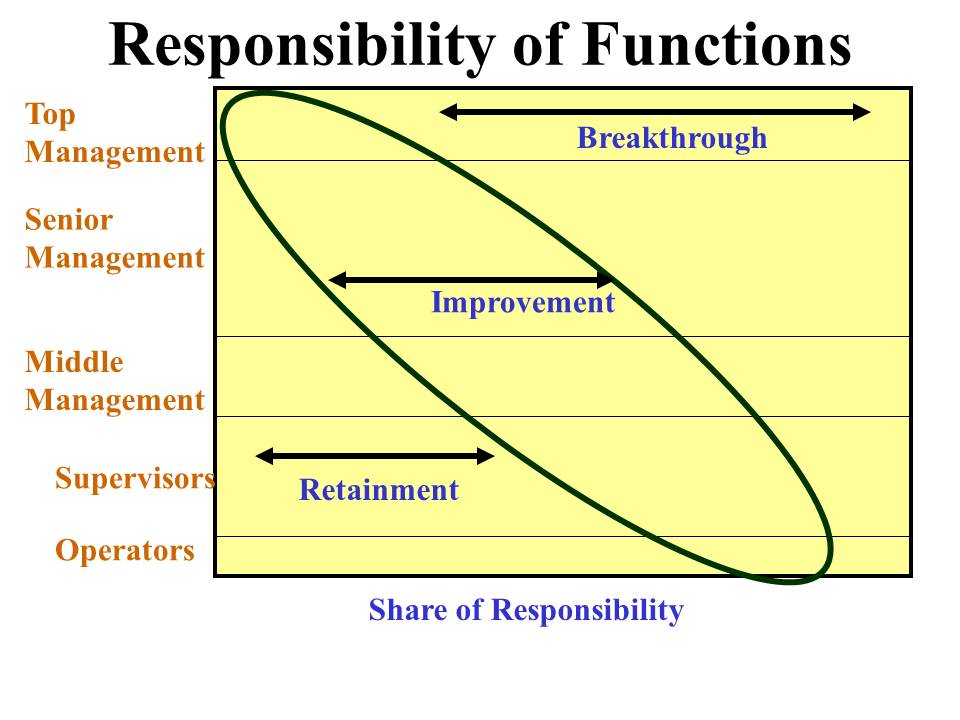 Responsibility of Functions
Top
Management
Breakthrough
Senior
Management
Improvement
Middle
Management
Supervisors
Retainment
Operators
Share of Responsibility